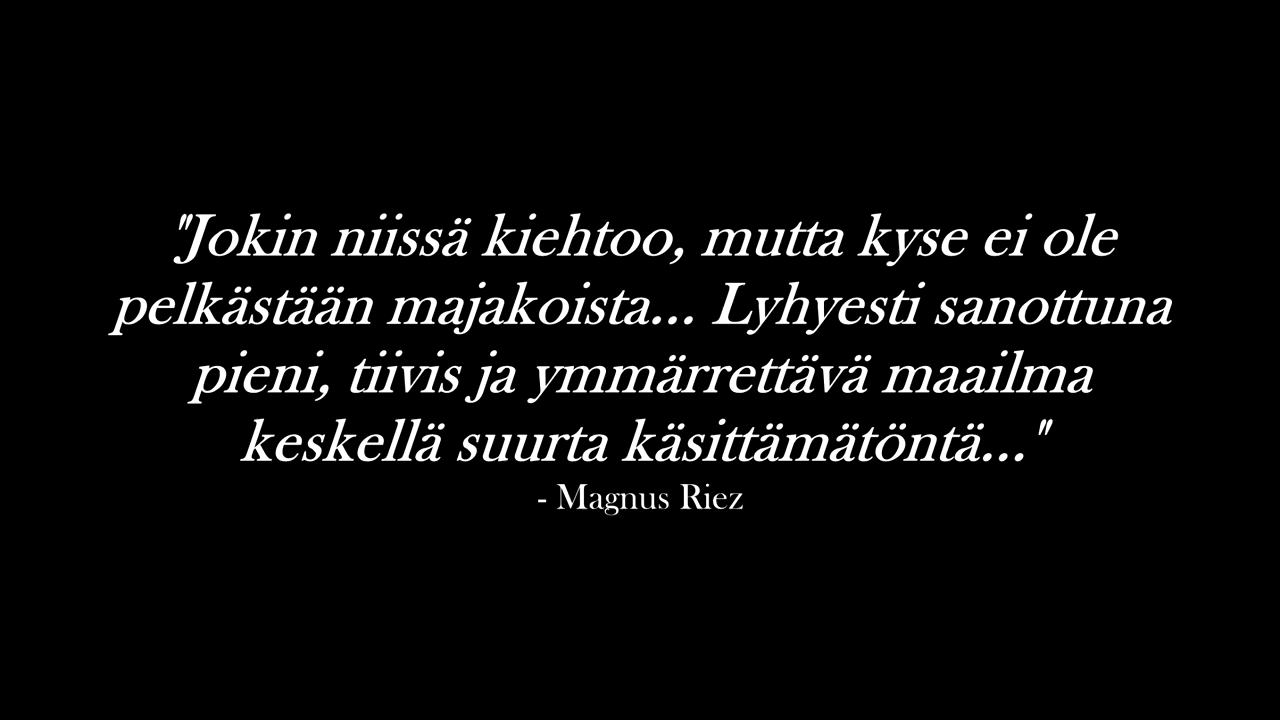 "Jokin niissä kiehtoo, mutta kyse ei ole
pelkästään majakoista... Lyhyesti sanottuna
pieni, tiivis ja ymmärrettävä maailma
keskellä suurta käsittämätöntä..."
- Magnus Riez